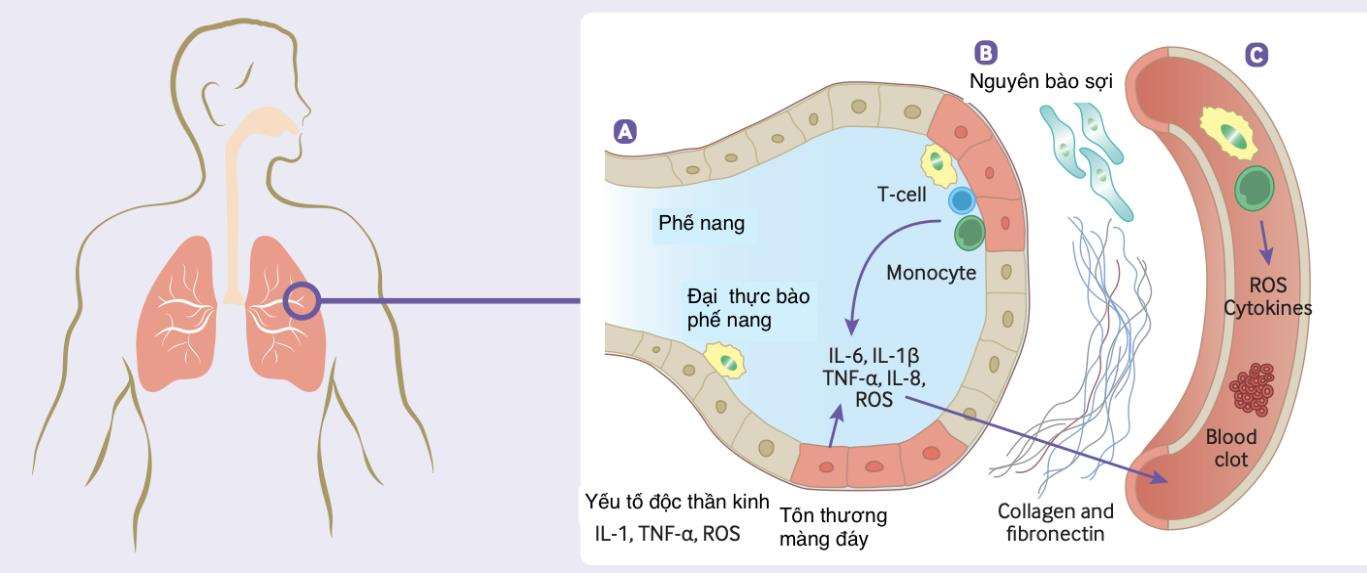 A
B
Nguyên bào sợi
C
T-cell
Phế nang
Monocyte
Đại thực bào
phế nang
IL-6, IL-1β
TNF-α, IL-8,
ROS
ROS
Cytokines
Blood
clot
Yếu tố độc thần kinh
IL-1, TNF-α, ROS
Tôn thương
màng đáy
Collagen and
fibronectin